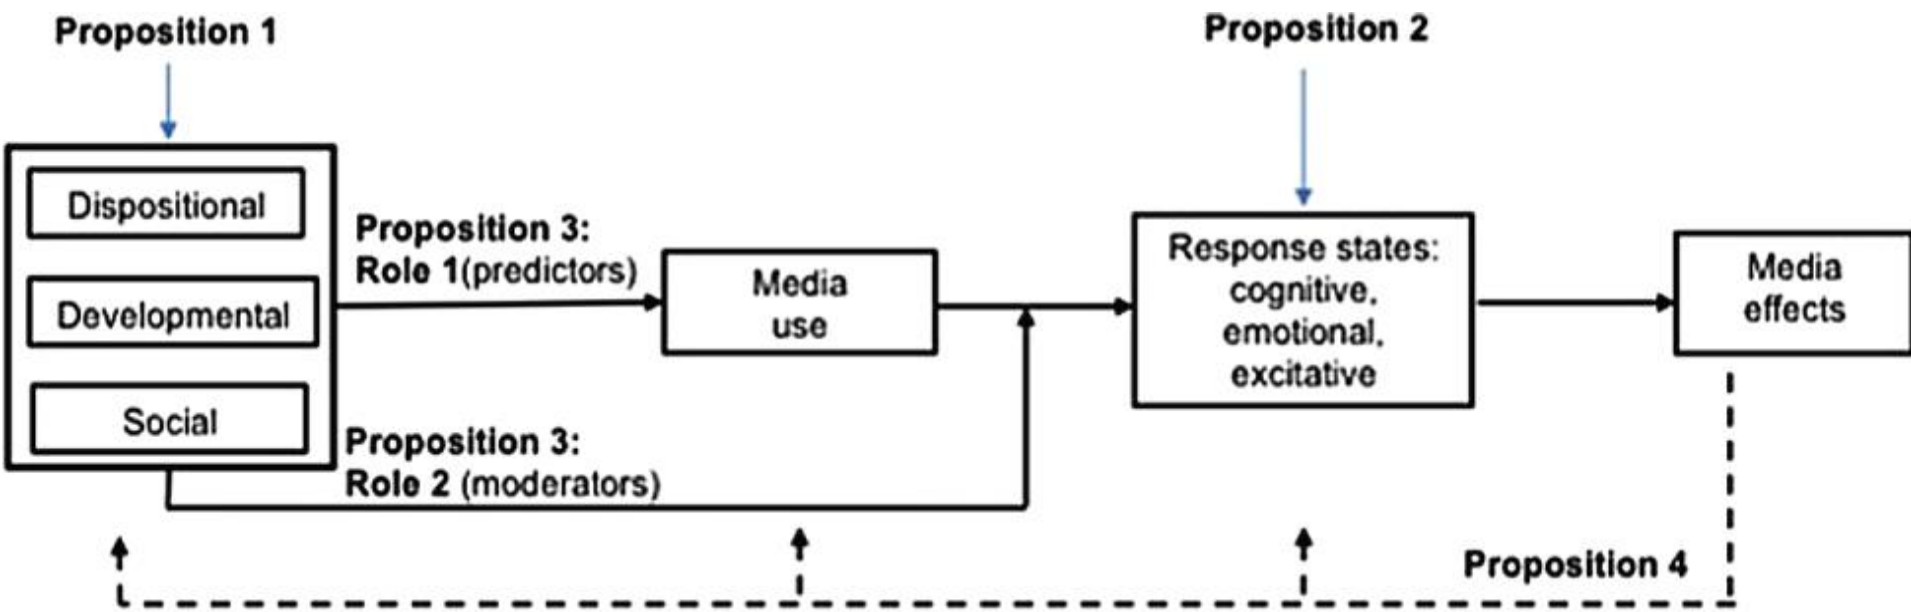 Proposition 1
Proposition 2
Dispositional
Developmental
Social
Proposition 3:
Role 1(predictors)
Media
use
Response states:
cognitive,
emotional,
excitative
Media
effects
Proposition 3:
Role 2 (moderators)
Proposition 4